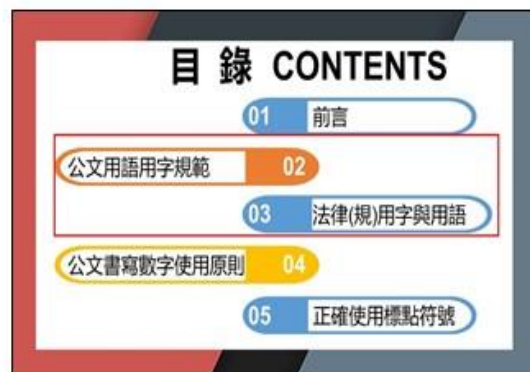 目 錄 CONTENTS
01 前言
公文用語用字規範 02
03 法律(規)用字與用語
公文書寫數字使用原則 04
05 正確使用標點符號